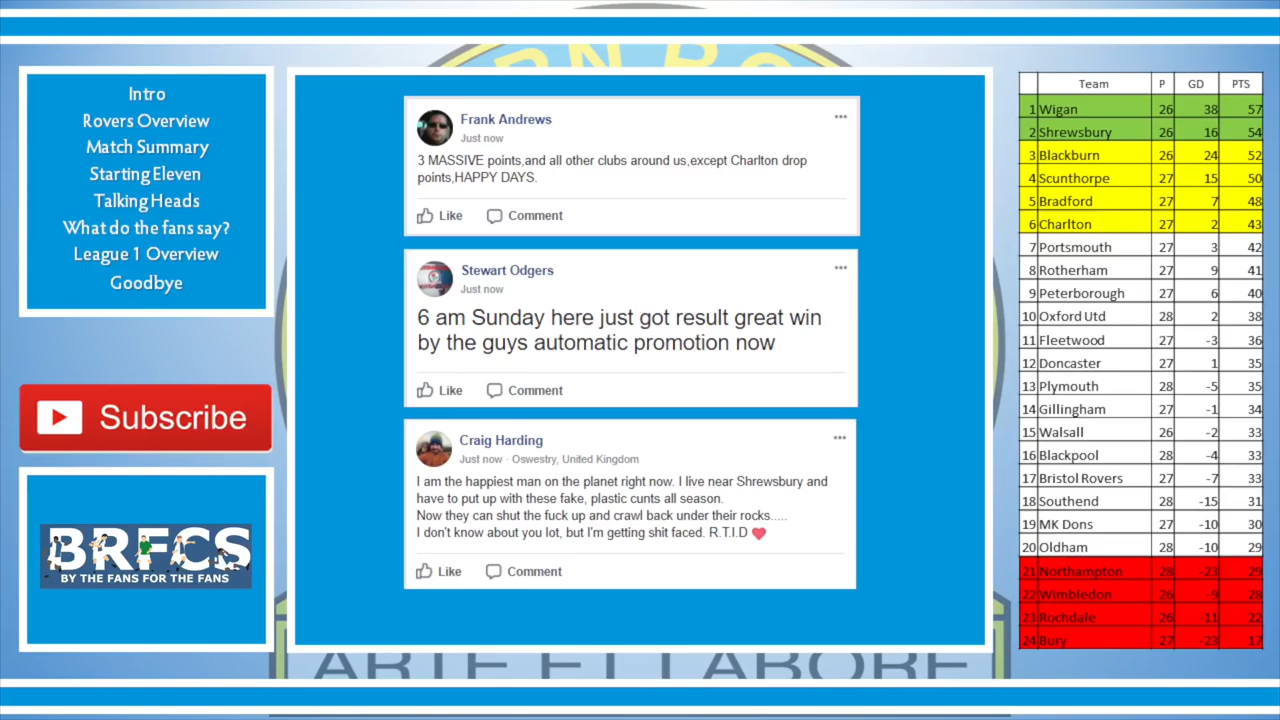 RN RO
Intro
Rovers Overview
Match Summary
Starting Eleven
Talking Heads
What do the fans say?
League 1 Overview
Goodbye
Subscribe
BRFCS
BY THE FANS FOR THE FANS
Frank Andrews
Just now
3 MASSIVE points,and all other clubs around us,except Charlton drop
points,HAPPY DAYS.
Like Comment
Stewart Odgers
Just now
6 am Sunday here just got result great win
by the guys automatic promotion now
Like Comment
Craig Harding
Just now · Oswestry, United Kingdom
I am the happiest man on the planet right now. I live near Shrewsbury and
have to put up with these fake, plastic cunts all season.
Now they can shut the fuck up and crawl back under their rocks.....
I don't know about you lot, but I'm getting shit faced. R.T.I.D ❤
Like Comment
Team P GD PTS
1 Wigan 26 38 57
2 Shrewsbury 26 16 54
3 Blackburn 26 24 52
4 Scunthorpe 27 15 50
5 Bradford 27 7 48
6 Charlton 27 2 43
7 Portsmouth 27 3 42
8 Rotherham 27 9 41
9 Peterborough 27 6 40
10 Oxford Utd 28 2 38
11 Fleetwood 27 -3 36
12 Doncaster 27 1 35
13 Plymouth 28 -5 35
14 Gillingham 27 -1 34
15 Walsall 26 -2 33
16 Blackpool 28 -4 33
17 Bristol Rovers 27 -7 33
18 Southend 28 -15 31
19 MK Dons 27 -10 30
20 Oldham 28 -10 29
21 Northampton 28 -23 29
22 Wimbledon 26 -9 28
23 Rochdale 26 -11 22
24 Bury 27 -23 17
ARTE ET LABORE